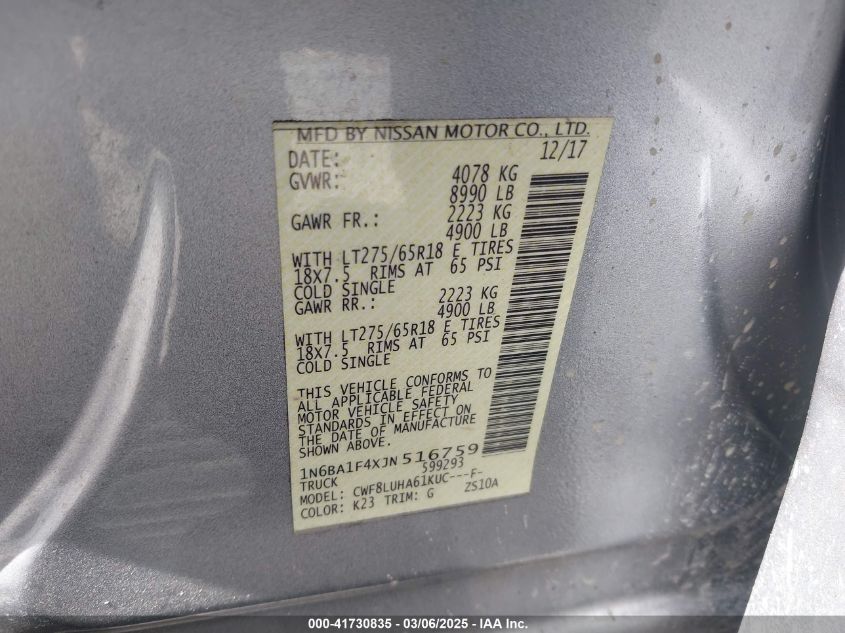 MFD BY NISSAN MOTOR CO., LTD.
DATE: 12/17
GVWR: 4078 KG
8990 LB
GAWR FR.: 2223 KG
4900 LB
WITH LT275/65R18 E TIRES
18X7.5 RIMS AT 65 PSI
COLD SINGLE
GAWR RR.: 2223 KG
4900 LB
WITH LT275/65R18 E TIRES
18X7.5 RIMS AT 65 PSI
COLD SINGLE
THIS VEHICLE CONFORMS TO
ALL APPLICABLE FEDERAL
MOTOR VEHICLE SAFETY
STANDARDS IN EFFECT ON
THE DATE OF MANUFACTURE
SHOWN ABOVE.
1N6BA1F4XJN516759
TRUCK 599293
MODEL: CWF8LUHA61KUC---F-
COLOR: K23 TRIM: G ZS10A
000-41730835 - 03/06/2025 - IAA Inc.